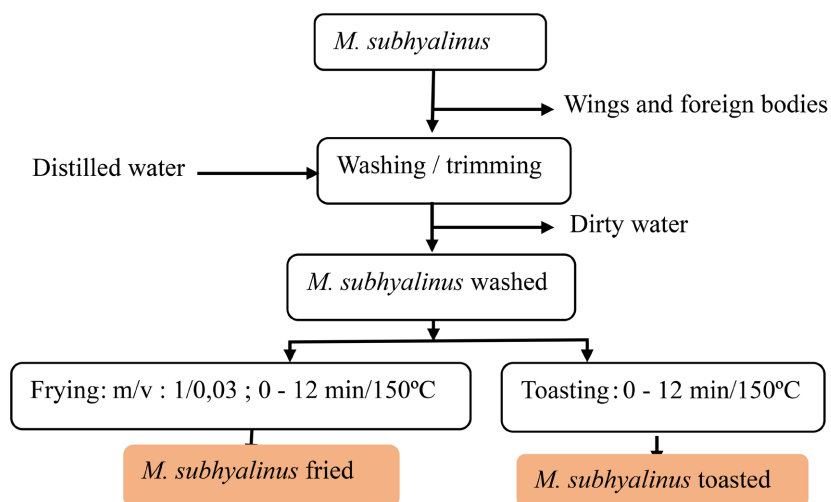 M. subhyalinus
Wings and foreign bodies
Distilled water
Washing / trimming
Dirty water
M. subhyalinus washed
Frying: m/v : 1/0,03 ; 0 - 12 min/150ºC
Toasting: 0 - 12 min/150ºC
M. subhyalinus fried
M. subhyalinus toasted